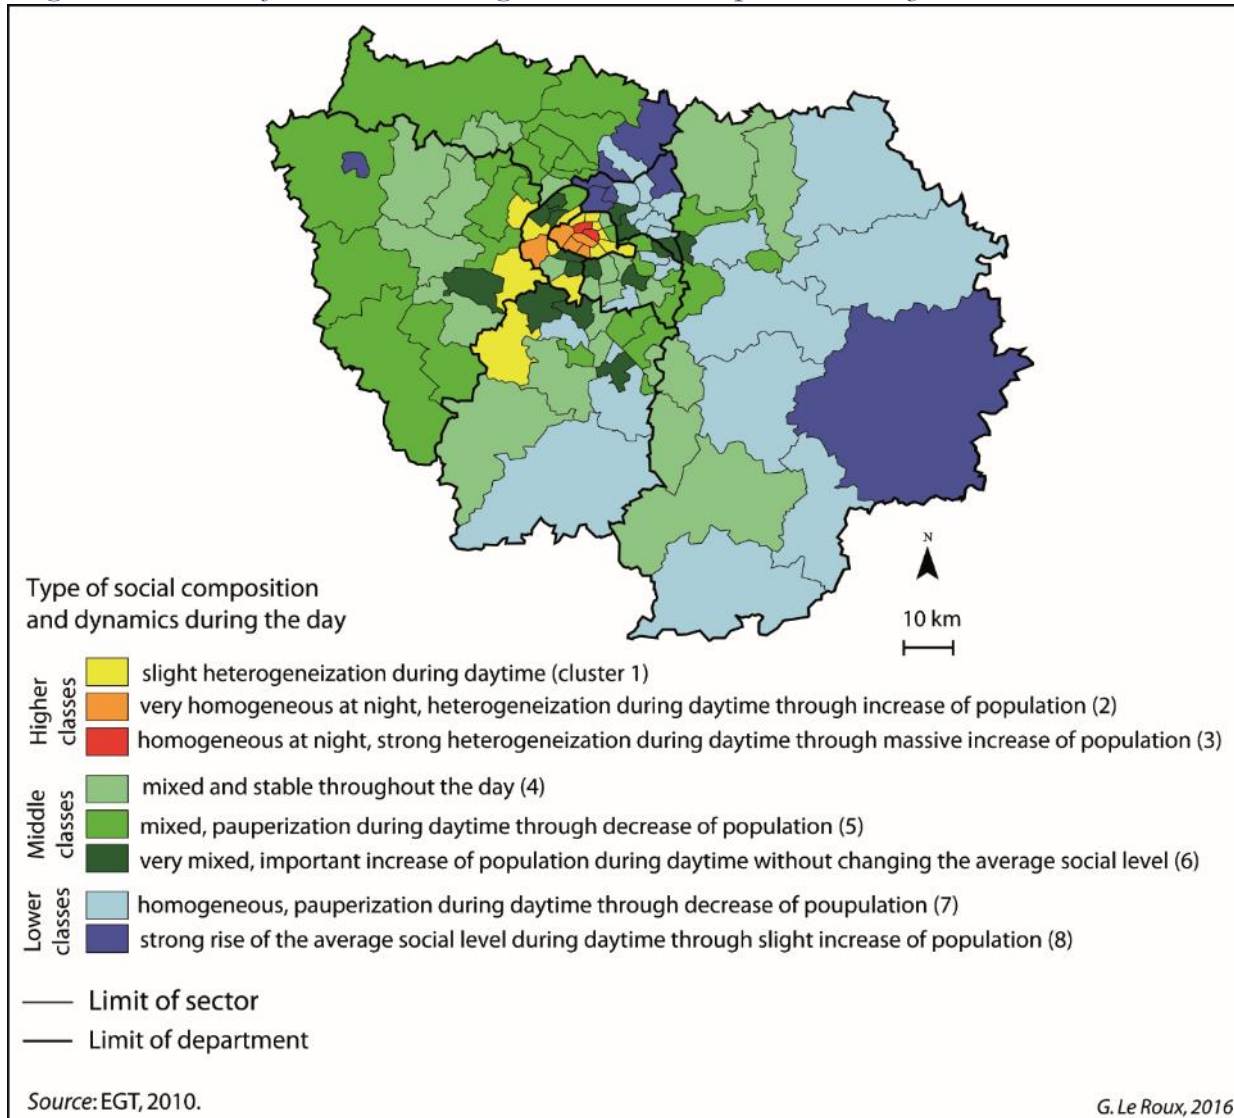 N
10 km
Type of social composition
and dynamics during the day
Higher
classes
slight heterogeneization during daytime (cluster 1)
very homogeneous at night, heterogeneization during daytime through increase of population (2)
homogeneous at night, strong heterogeneization during daytime through massive increase of population (3)
Middle
classes
mixed and stable throughout the day (4)
mixed, pauperization during daytime through decrease of population (5)
very mixed, important increase of population during daytime without changing the average social level (6)
Lower
classes
homogeneous, pauperization during daytime through decrease of poupulation (7)
strong rise of the average social level during daytime through slight increase of population (8)
Limit of sector
Limit of department
Source: EGT, 2010.
G. Le Roux, 2016